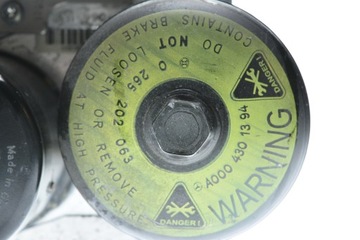 WARNING
DANGER!
CONTAINS BRAKE FLUID AT HIGH PRESSURE
DO NOT LOOSEN OR REMOVE
0 265 202 063
A000 430 13 94
DANGER!
Made in